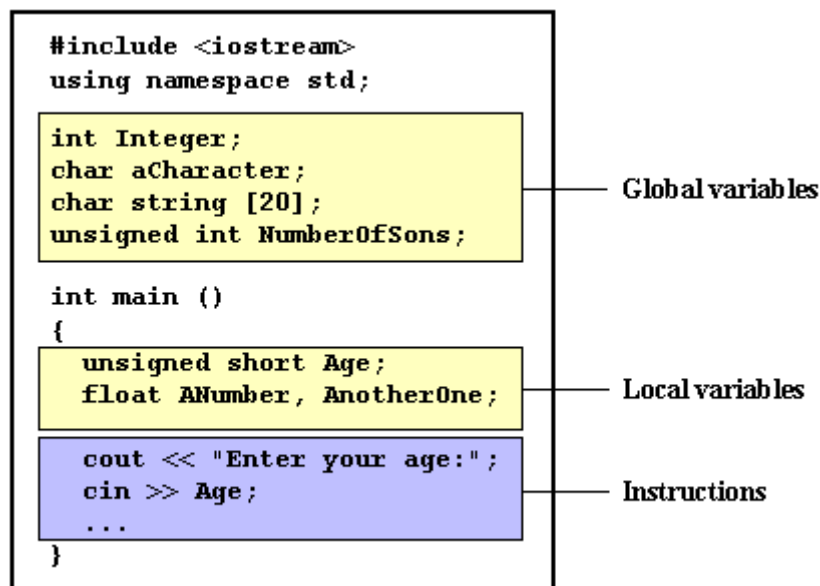 #include <iostream>
using namespace std;
int Integer;
char aCharacter;
char string [20];
unsigned int NumberOfSons;
Global variables
int main ()
{
unsigned short Age;
float ANumber, AnotherOne;
Local variables
cout << "Enter your age:";
cin >> Age;
...
Instructions
}